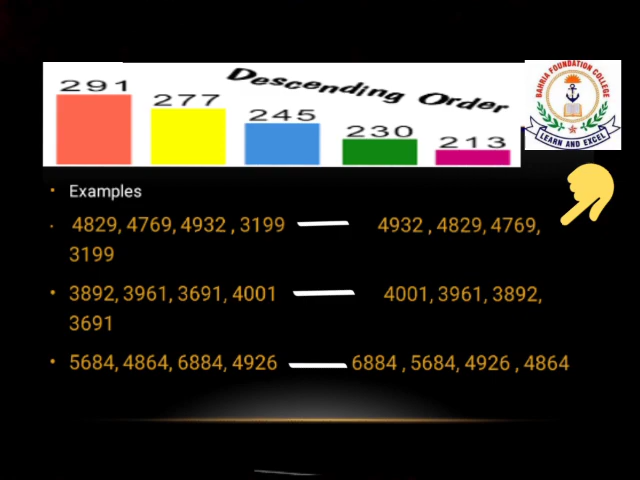 291
277
245
230
213
Descending Order
BAHRIA FOUNDATION COLLEGE
LEARN AND EXCEL
Examples
4829, 4769, 4932 , 3199 4932 , 4829, 4769,
3199
3892, 3961, 3691, 4001 4001, 3961, 3892,
3691
5684, 4864, 6884, 4926 6884 , 5684, 4926 , 4864